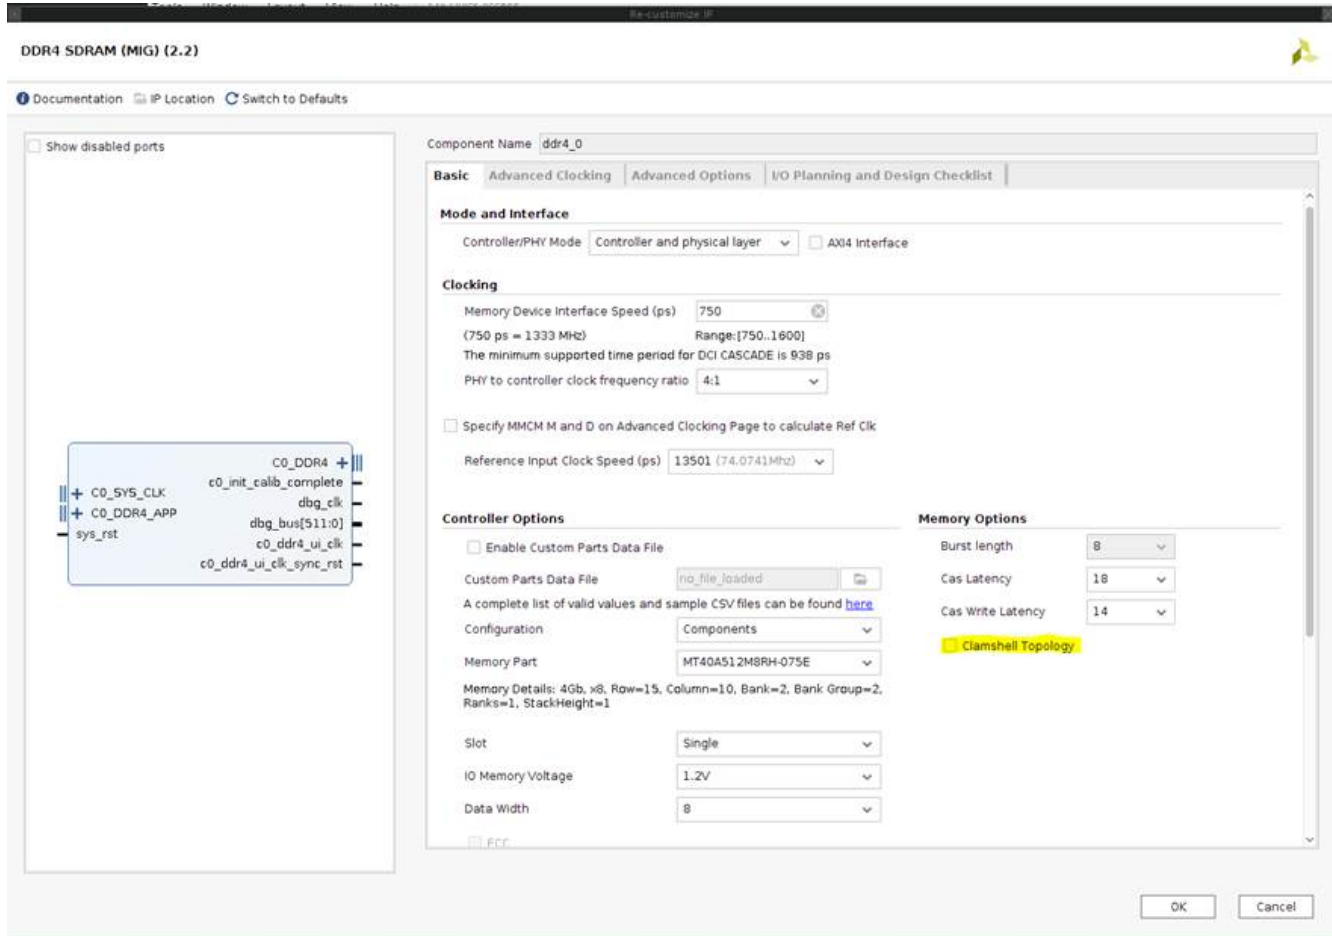 Re-customize IP
DDR4 SDRAM (MIG) (2.2)
Documentation IP Location Switch to Defaults
Show disabled ports
C0_SYS_CLK
C0_DDR4_APP
sys_rst
C0_DDR4
c0_init_calib_complete
dbg_clk
dbg_bus[511:0]
c0_ddr4_ui_clk
c0_ddr4_ui_clk_sync_rst
Component Name ddr4_0
Basic Advanced Clocking Advanced Options I/O Planning and Design Checklist
Mode and Interface
Controller/PHY Mode Controller and physical layer AXI4 Interface
Clocking
Memory Device Interface Speed (ps) 750
(750 ps = 1333 MHz) Range:[750..1600]
The minimum supported time period for DCI CASCADE is 938 ps
PHY to controller clock frequency ratio 4:1
Specify MMCM M and D on Advanced Clocking Page to calculate Ref Clk
Reference Input Clock Speed (ps) 13501 (74.0741Mhz)
Controller Options
Enable Custom Parts Data File
Custom Parts Data File no_file_loaded
A complete list of valid values and sample CSV files can be found here
Configuration Components
Memory Part MT40A512M8RH-075E
Memory Details: 4Gb, x8, Row=15, Column=10, Bank=2, Bank Group=2,
Ranks=1, StackHeight=1
Slot Single
IO Memory Voltage 1.2V
Data Width 8
ECC
Memory Options
Burst length 8
Cas Latency 18
Cas Write Latency 14
Clamshell Topology
OK Cancel